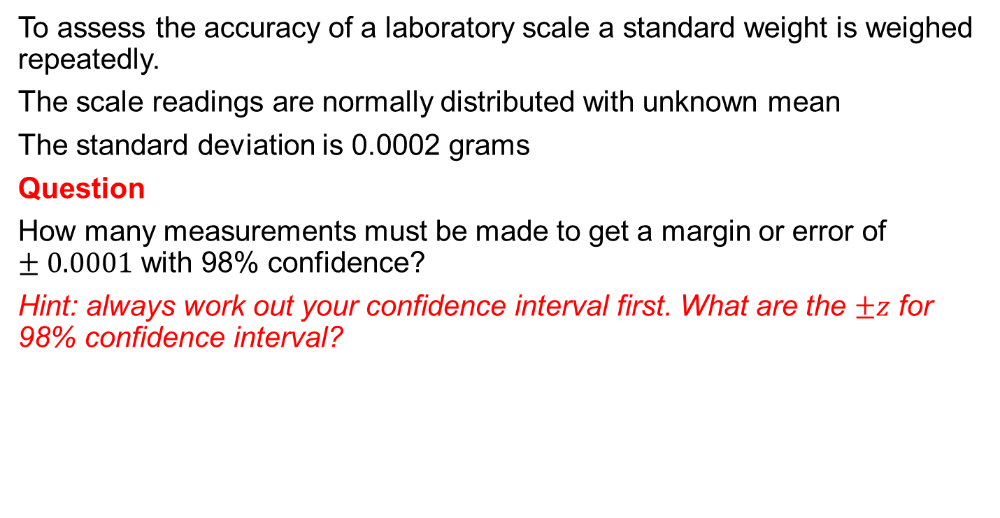 To assess the accuracy of a laboratory scale a standard weight is weighed
repeatedly.
The scale readings are normally distributed with unknown mean
The standard deviation is 0.0002 grams
Question
How many measurements must be made to get a margin or error of
± 0.0001 with 98% confidence?
Hint: always work out your confidence interval first. What are the ±z for
98% confidence interval?